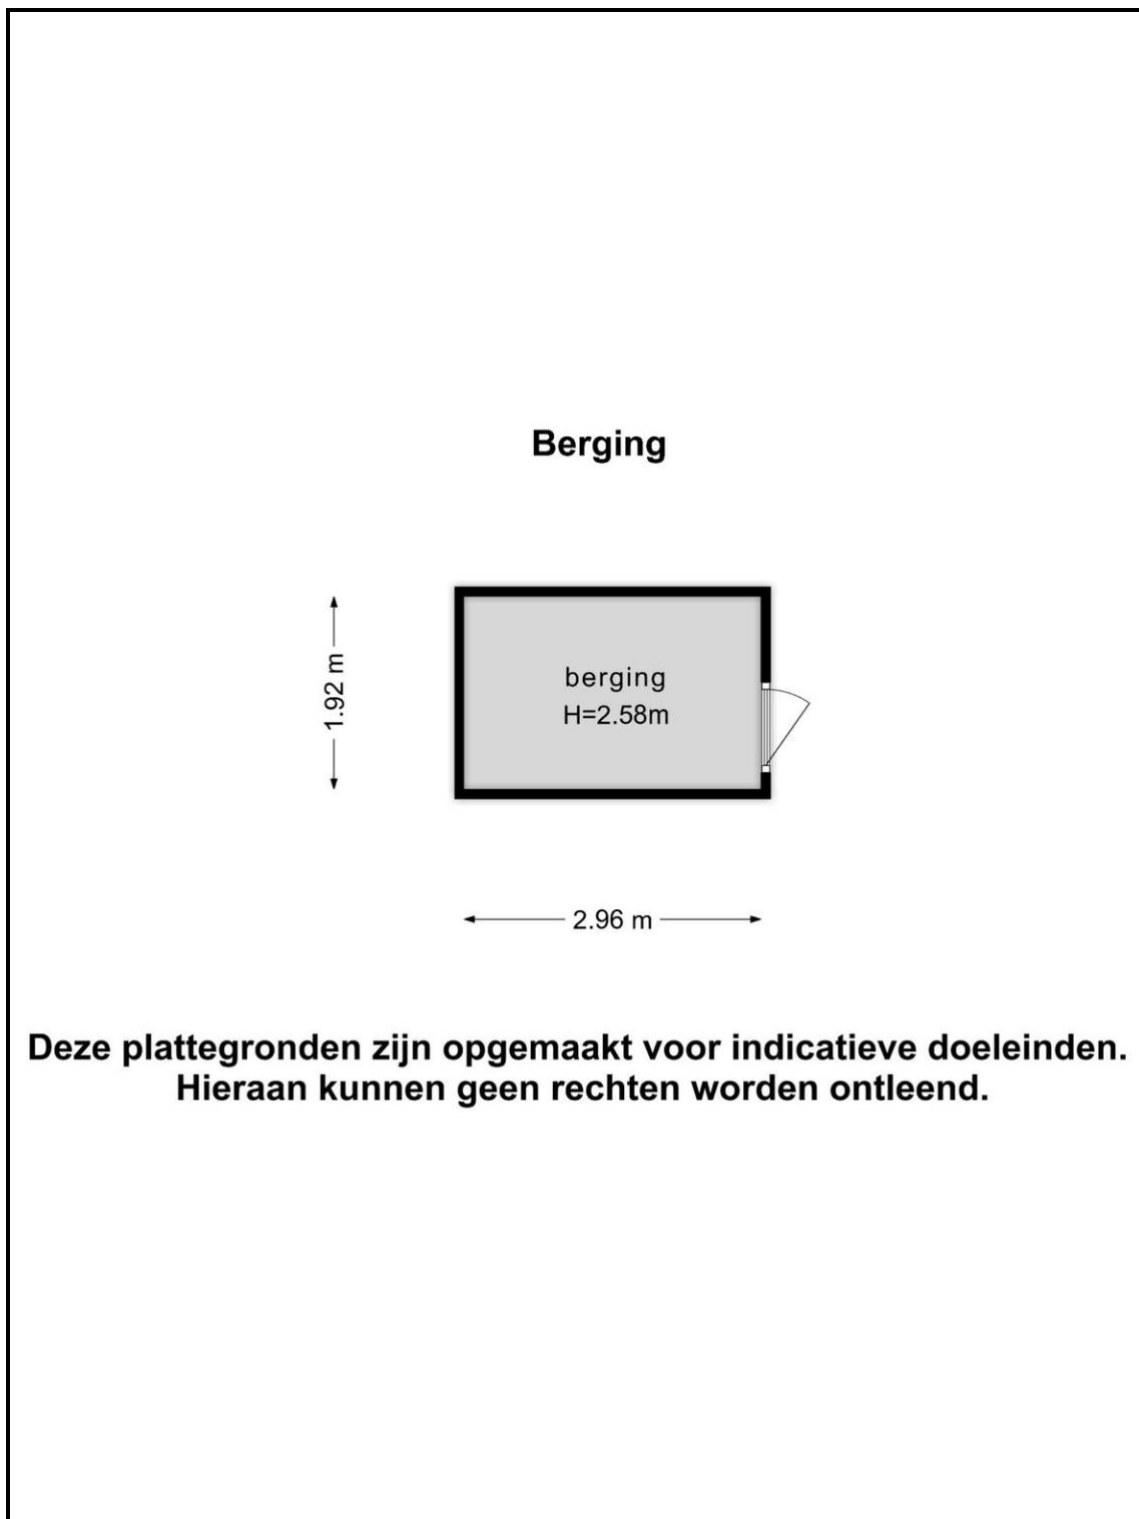 Berging
berging
H=2.58m
1.92 m
2.96 m
Deze plattegronden zijn opgemaakt voor indicatieve doeleinden.
Hieraan kunnen geen rechten worden ontleend.